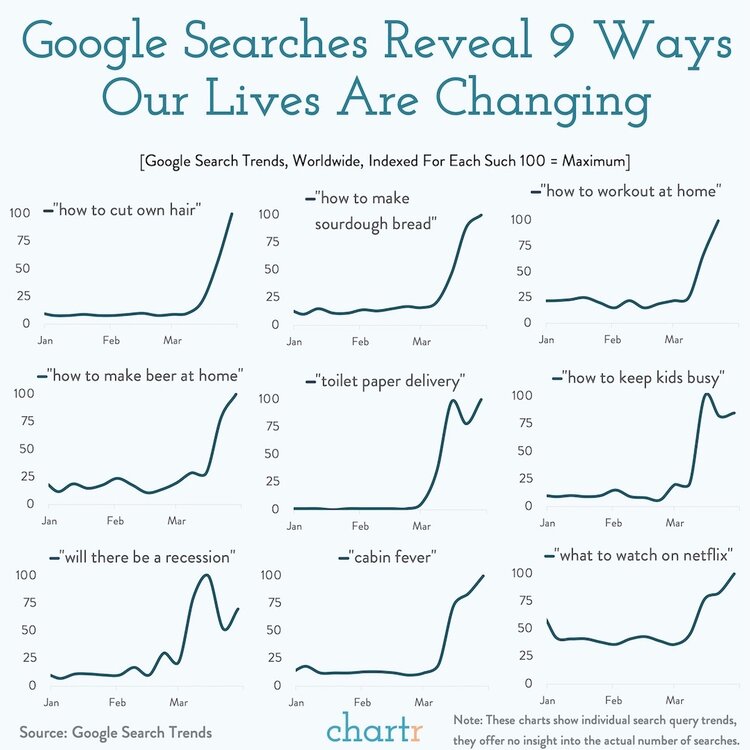 Google Searches Reveal 9 Ways
Our Lives Are Changing
[Google Search Trends, Worldwide, Indexed For Each Such 100 = Maximum]
"how to cut own hair"
100
75
50
25
0
Jan Feb Mar
"how to make
sourdough bread"
100
75
50
25
0
Jan Feb Mar
"how to workout at home"
100
75
50
25
0
Jan Feb Mar
"how to make beer at home"
100
75
50
25
0
Jan Feb Mar
"toilet paper delivery"
100
75
50
25
0
Jan Feb Mar
"how to keep kids busy"
100
75
50
25
0
Jan Feb Mar
"will there be a recession"
100
75
50
25
0
Jan Feb Mar
"cabin fever"
100
75
50
25
0
Jan Feb Mar
"what to watch on netflix"
100
75
50
25
0
Jan Feb Mar
Source: Google Search Trends
chartr
Note: These charts show individual search query trends,
they offer no insight into the actual number of searches.